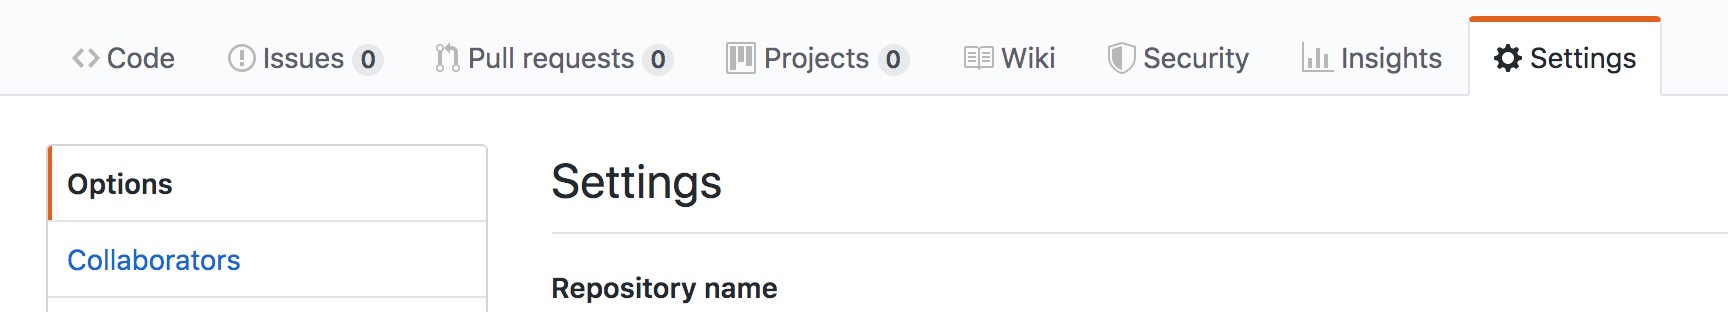 Code Issues 0 Pull requests 0 Projects 0 Wiki Security Insights Settings
Options
Settings
Collaborators
Repository name